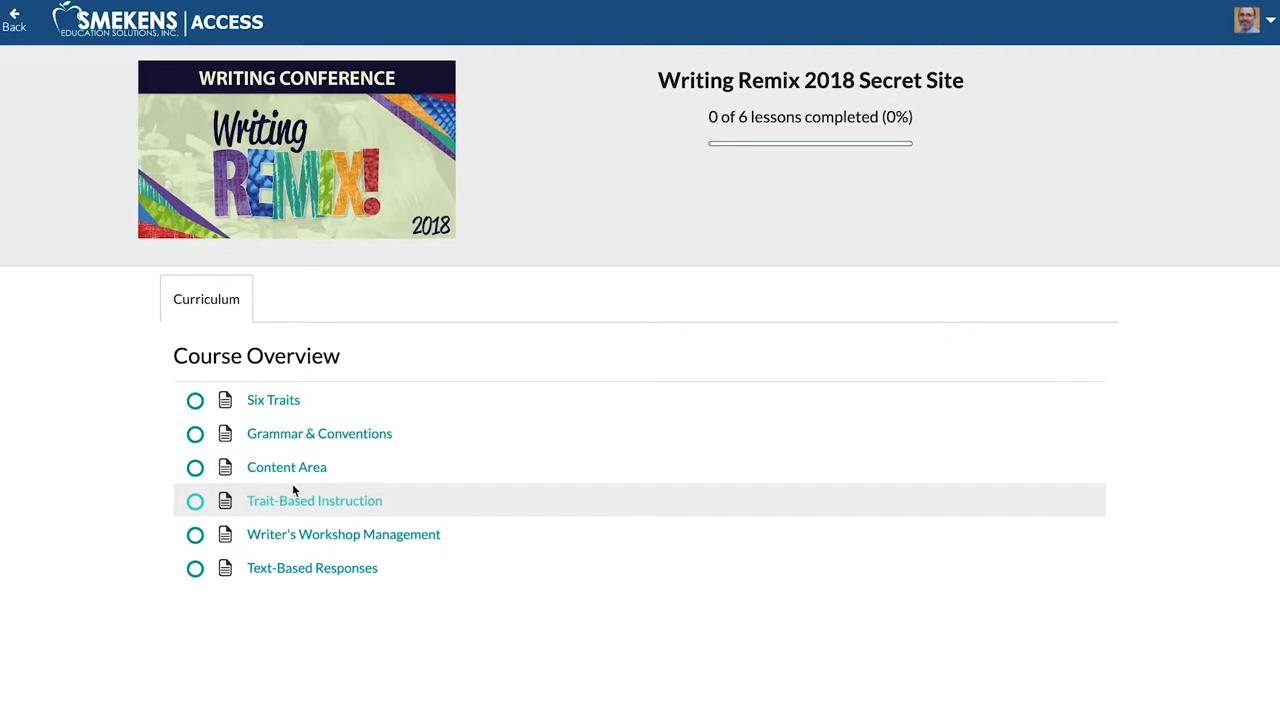 Back
SMEKENS | ACCESS
EDUCATION SOLUTIONS, INC.
WRITING CONFERENCE
Writing
REMIX!
2018
Writing Remix 2018 Secret Site
0 of 6 lessons completed (0%)
Curriculum
Course Overview
Six Traits
Grammar & Conventions
Content Area
Trait-Based Instruction
Writer's Workshop Management
Text-Based Responses